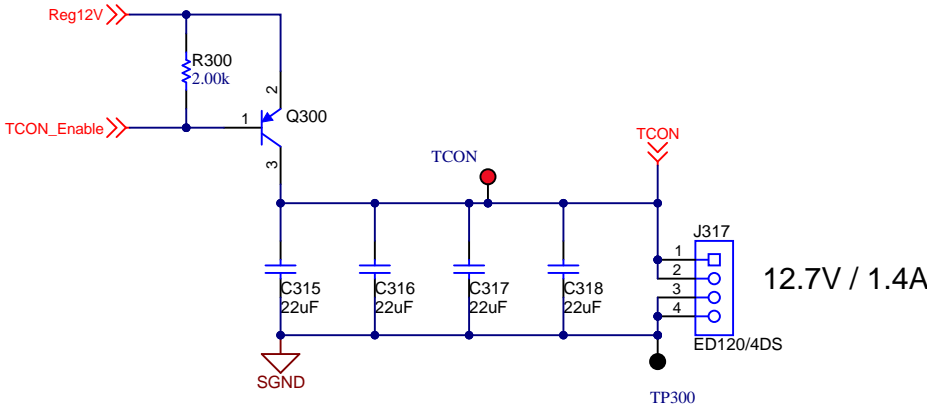 Reg12V
R300
2.00k
2
TCON_Enable
1
Q300
3
TCON
TCON
J317
1
2
3
4
12.7V / 1.4A
C315
22uF
C316
22uF
C317
22uF
C318
22uF
ED120/4DS
SGND
TP300